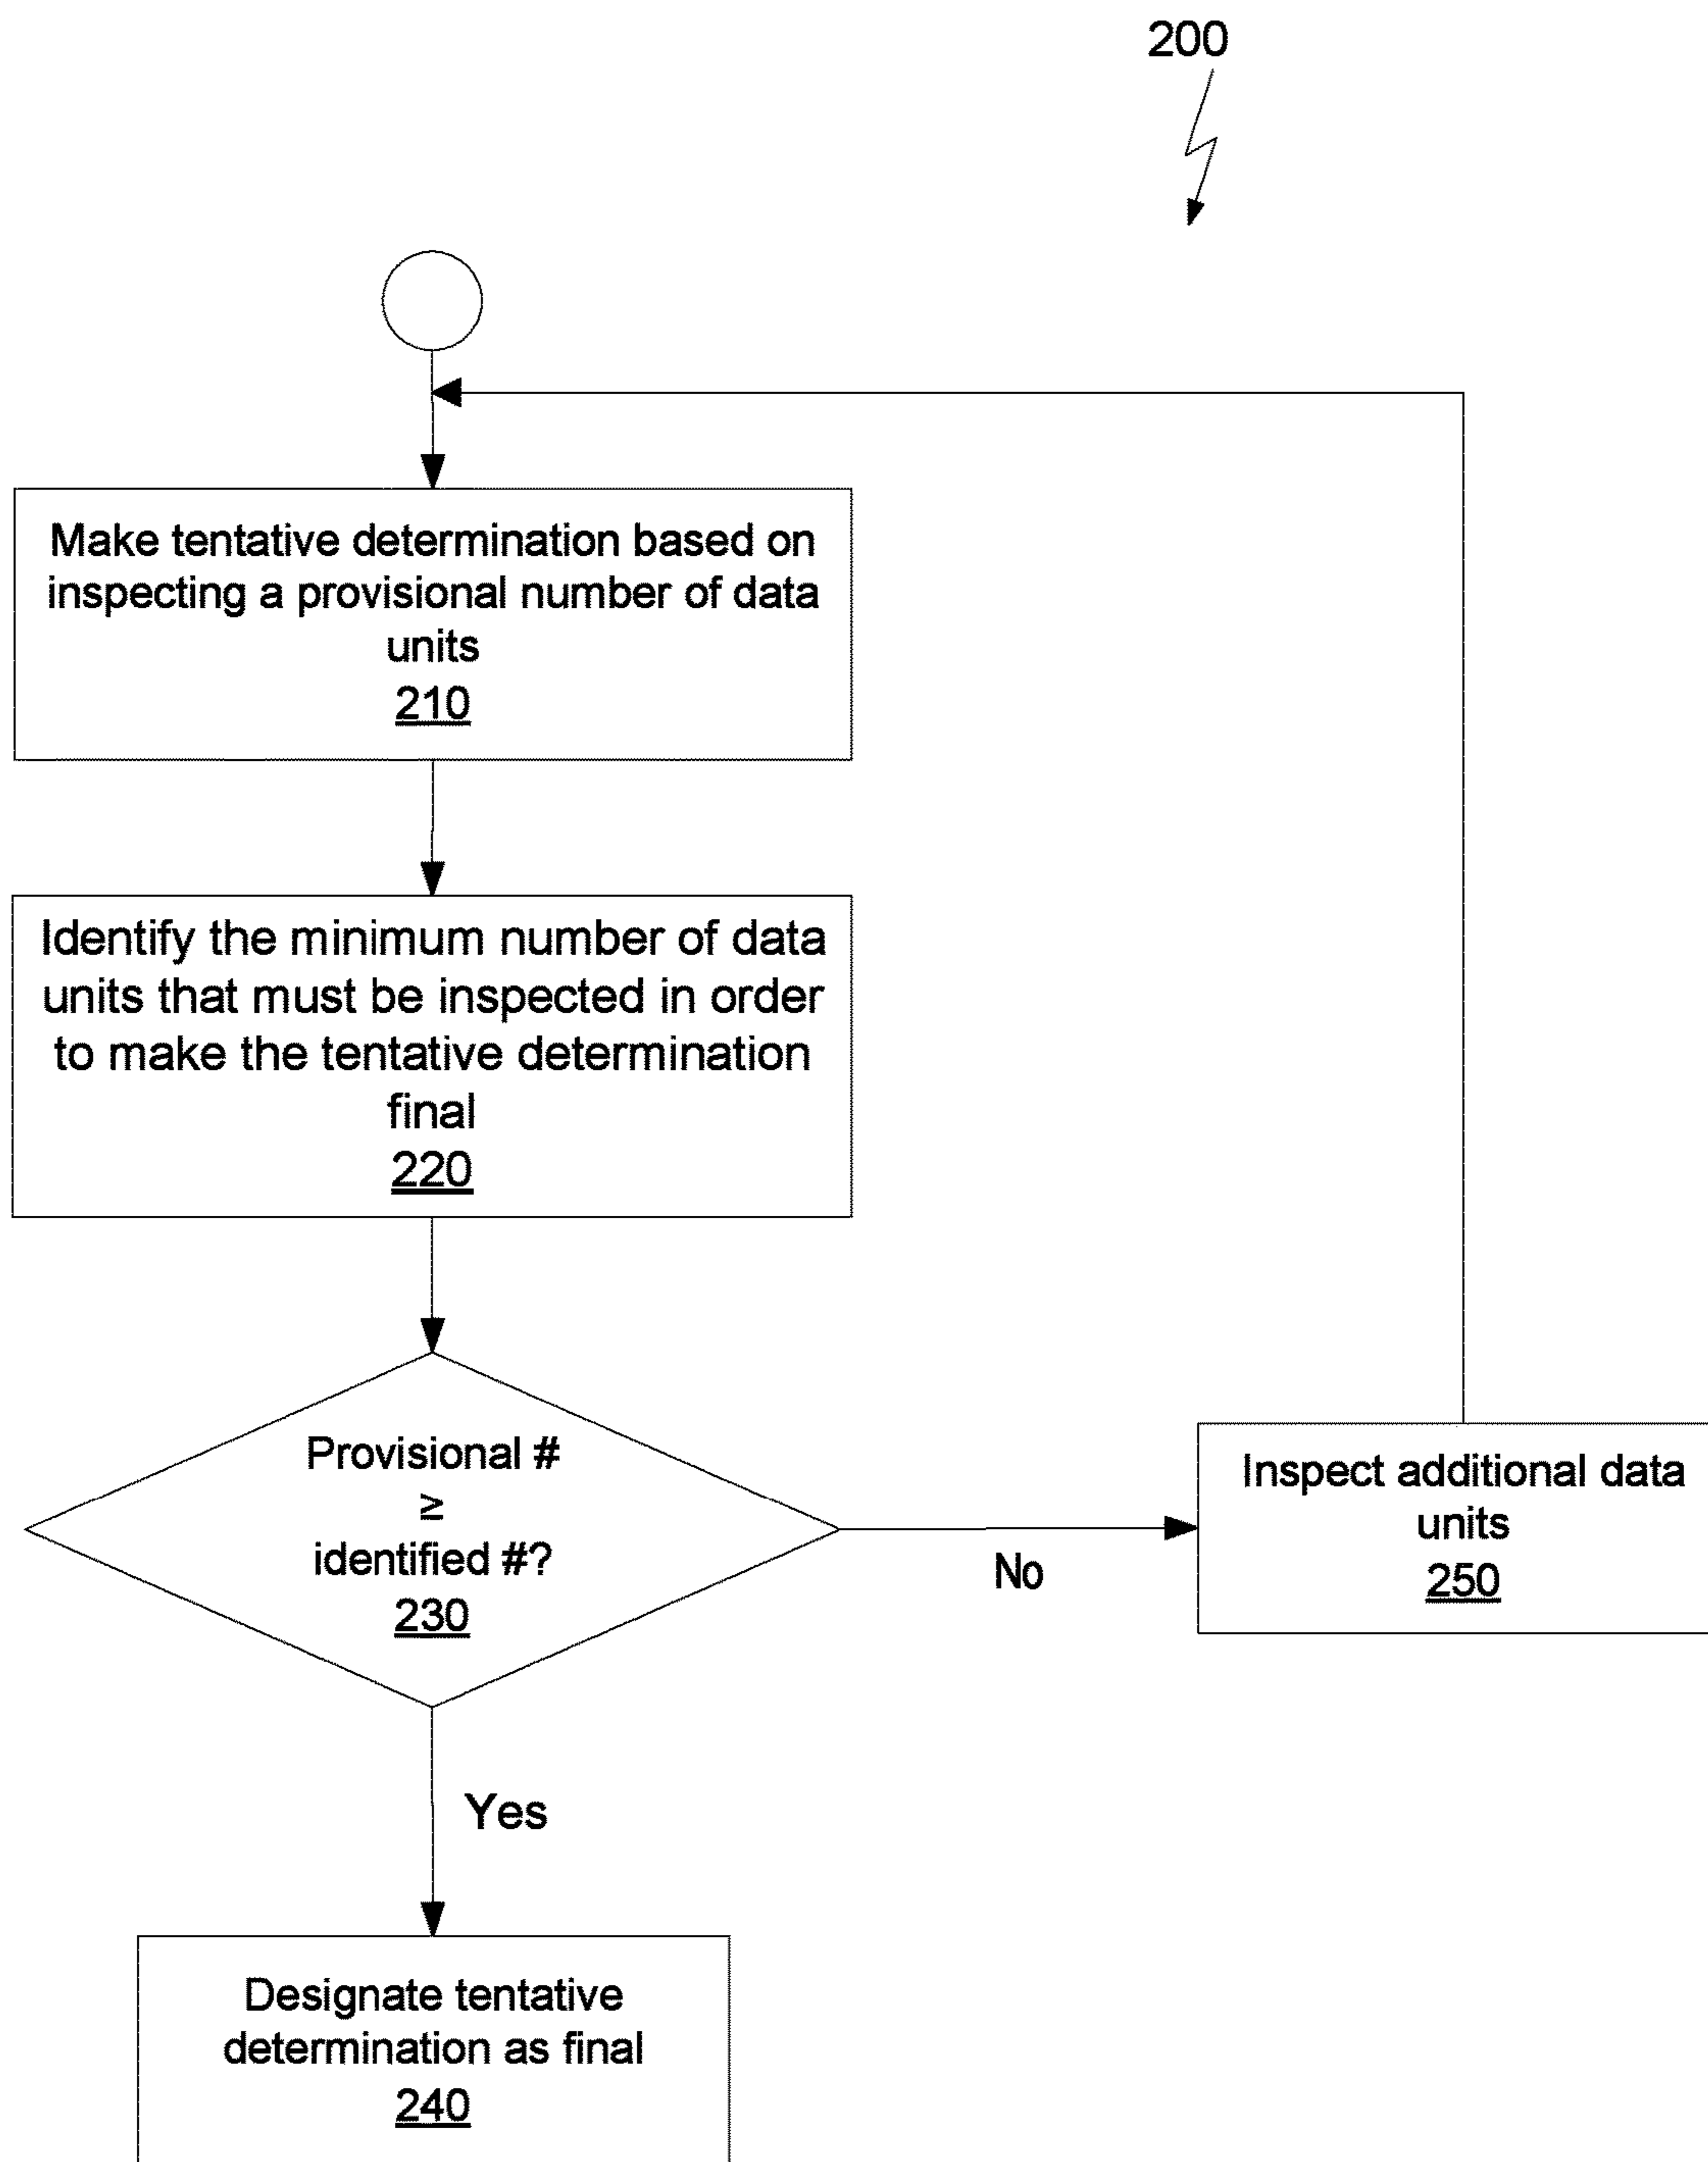 200
Make tentative determination based on
inspecting a provisional number of data
units
210
Identify the minimum number of data
units that must be inspected in order
to make the tentative determination
final
220
Provisional #
≥
identified #?
230
No
Inspect additional data
units
250
Yes
Designate tentative
determination as final
240